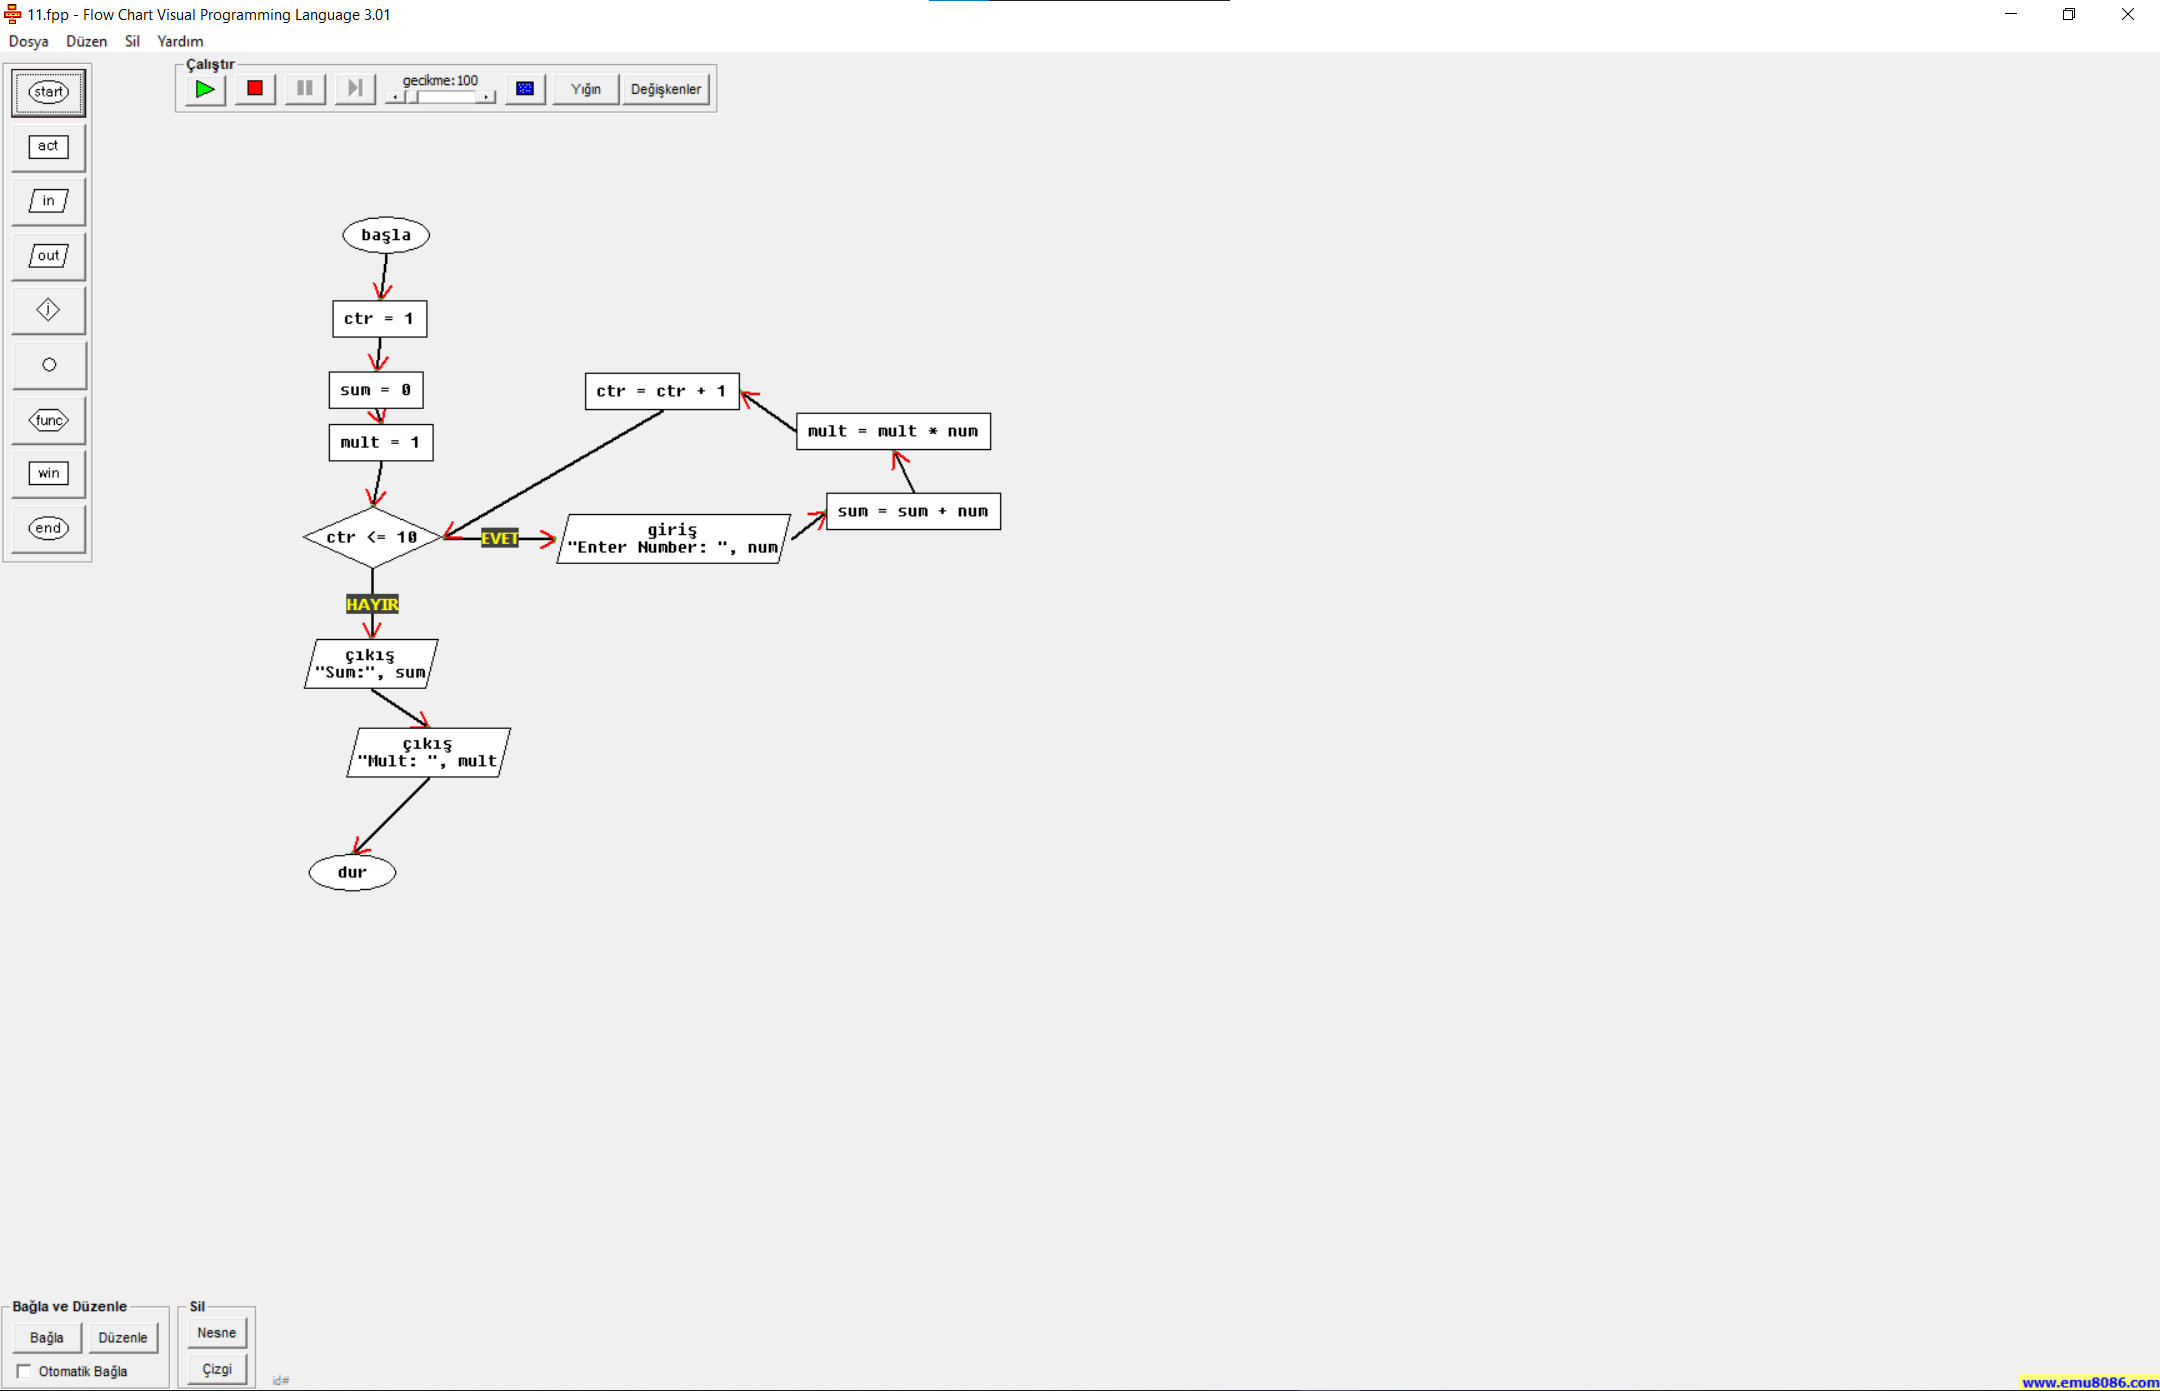 11.fpp - Flow Chart Visual Programming Language 3.01
Dosya Düzen Sil Yardım
Çalıştır
gecikme:100
Yığın
Değişkenler
start
act
in
out
j
func
win
end
başla
ctr = 1
sum = 0
mult = 1
ctr <= 10
EVET
giriş
"Enter Number: ", num
sum = sum + num
mult = mult * num
ctr = ctr + 1
HAYIR
çıkış
"Sum:", sum
çıkış
"Mult: ", mult
dur
Bağla ve Düzenle
Bağla
Düzenle
Otomatik Bağla
Sil
Nesne
Çizgi
id#
www.emu8086.com